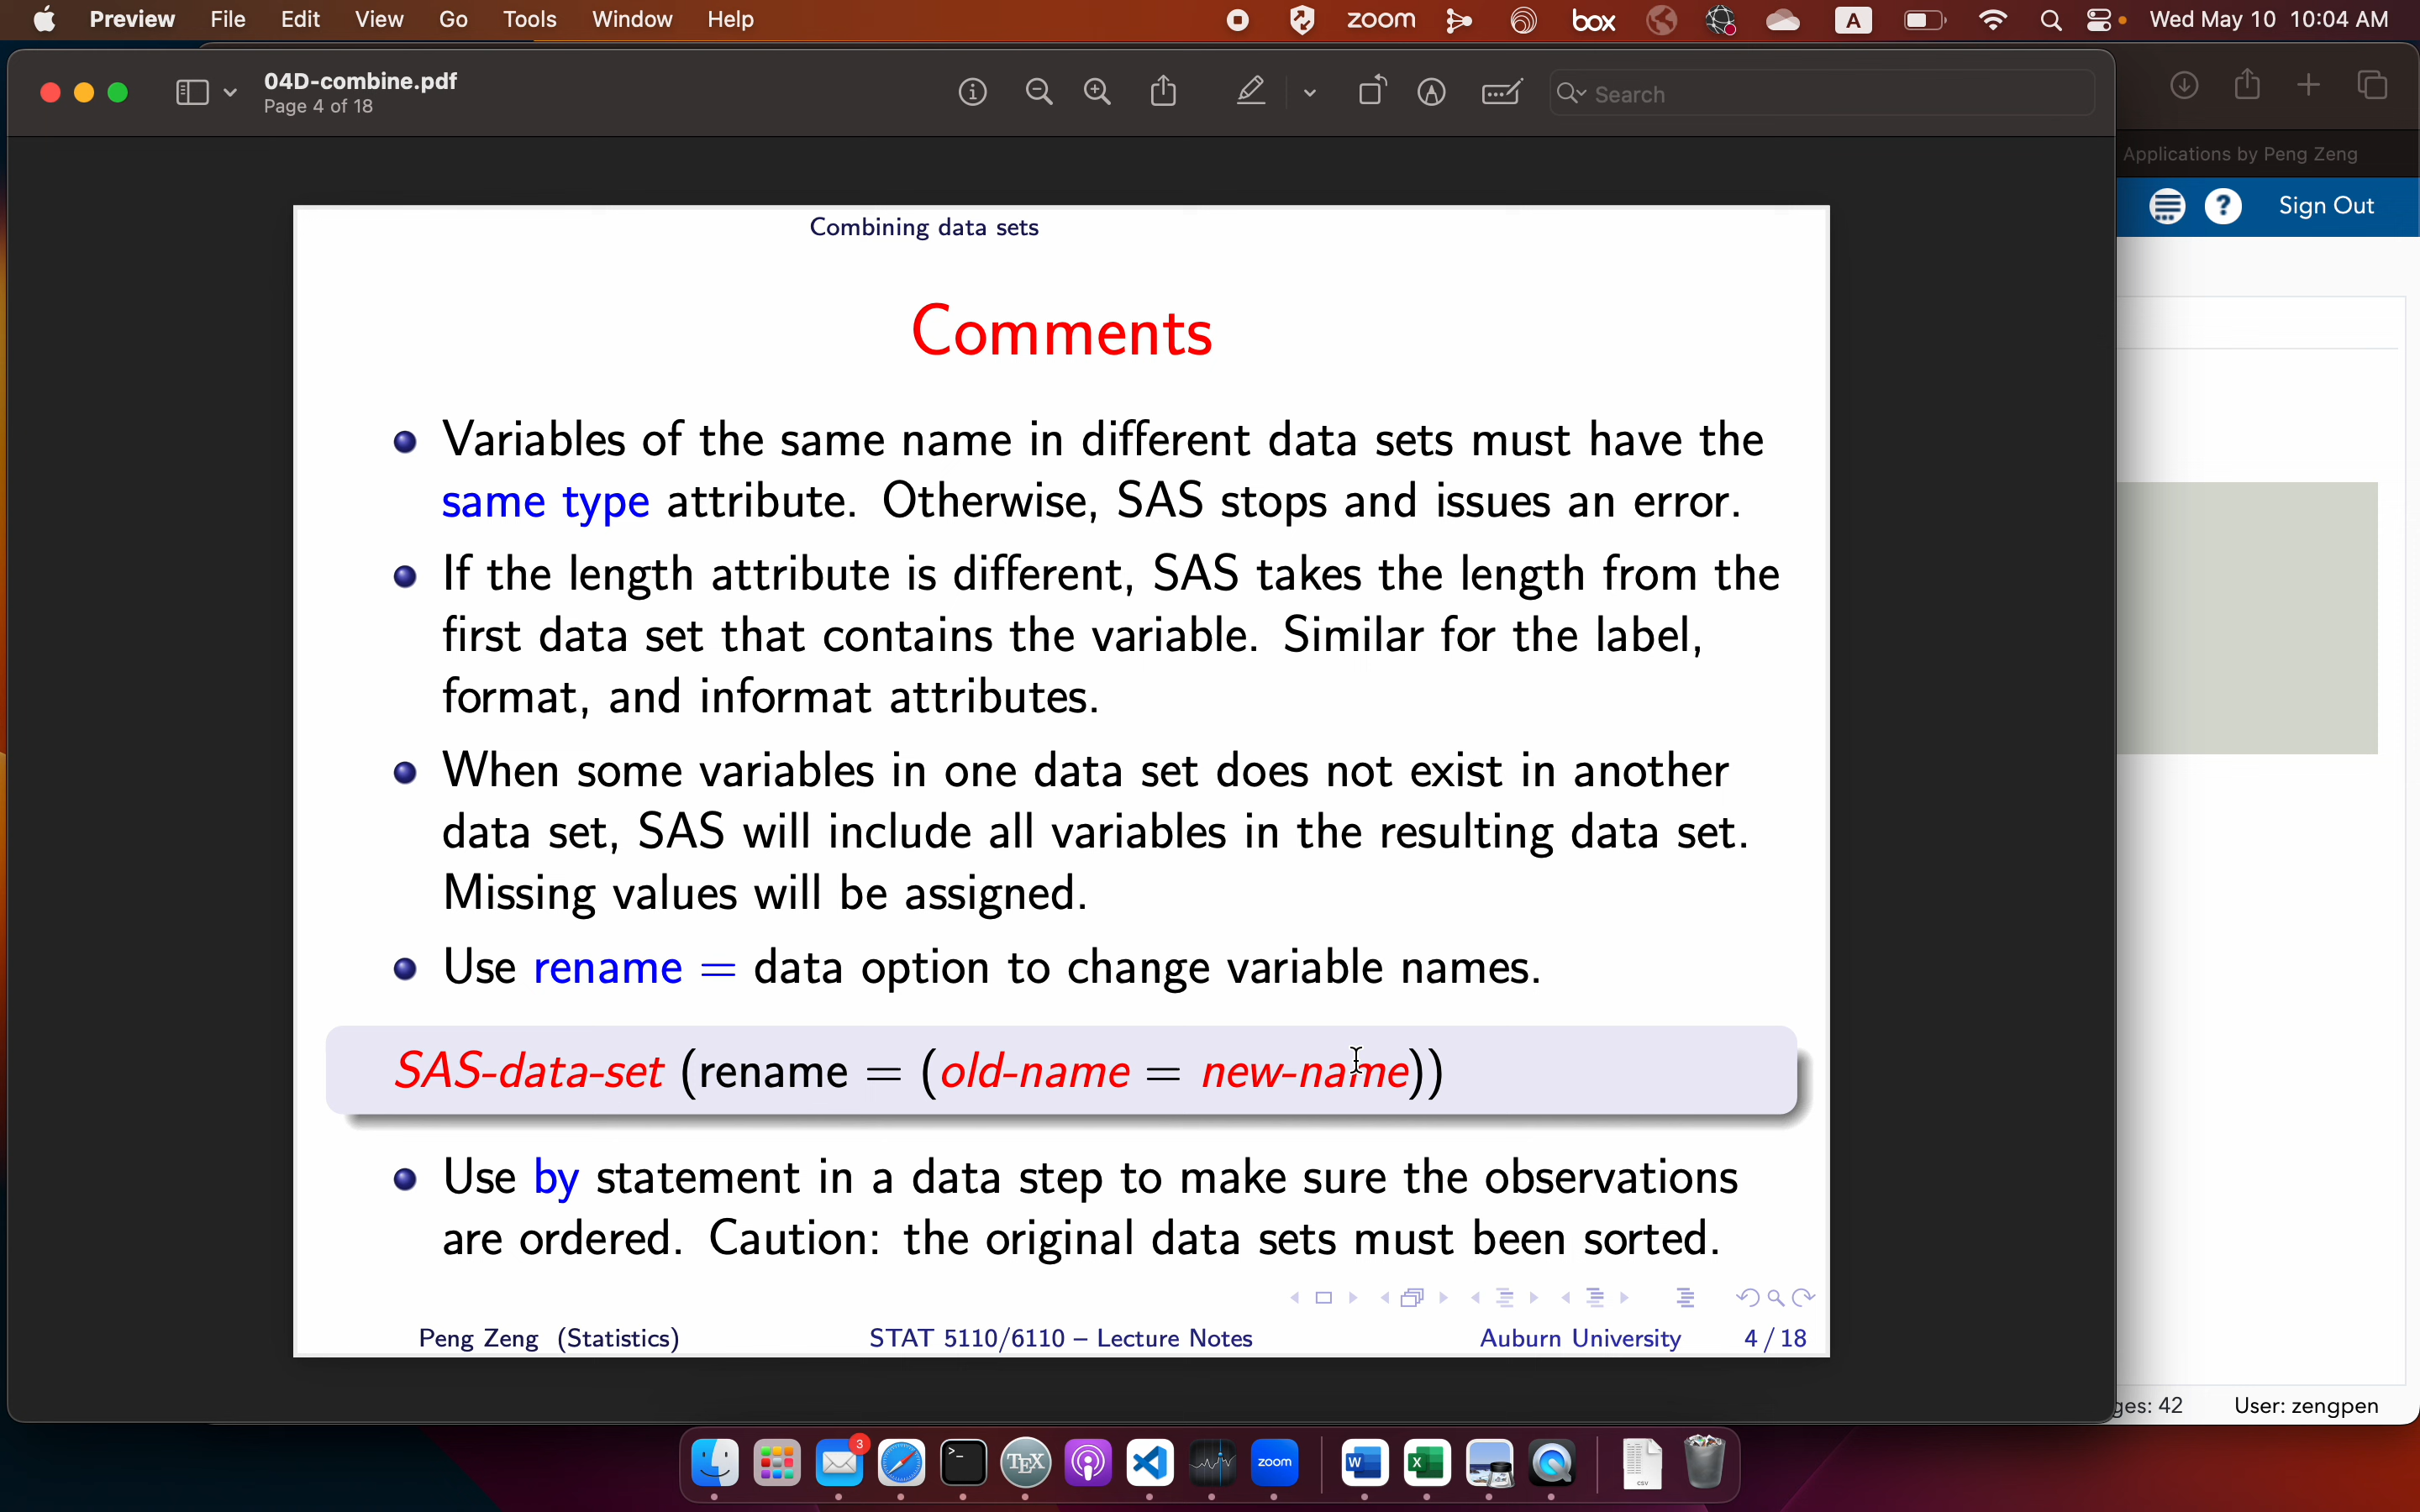 Preview File Edit View Go Tools Window Help zoom box A Wed May 10 10:04 AM
04D-combine.pdf
Page 4 of 18
Search
Applications by Peng Zeng
? Sign Out
Combining data sets
Comments
Variables of the same name in different data sets must have the
same type attribute. Otherwise, SAS stops and issues an error.
If the length attribute is different, SAS takes the length from the
first data set that contains the variable. Similar for the label,
format, and informat attributes.
When some variables in one data set does not exist in another
data set, SAS will include all variables in the resulting data set.
Missing values will be assigned.
Use rename = data option to change variable names.
SAS-data-set (rename = (old-name = new-name))
Use by statement in a data step to make sure the observations
are ordered. Caution: the original data sets must been sorted.
Peng Zeng (Statistics) STAT 5110/6110 – Lecture Notes Auburn University 4 / 18
ges: 42 User: zengpen
3 TEX zoom W X CSV